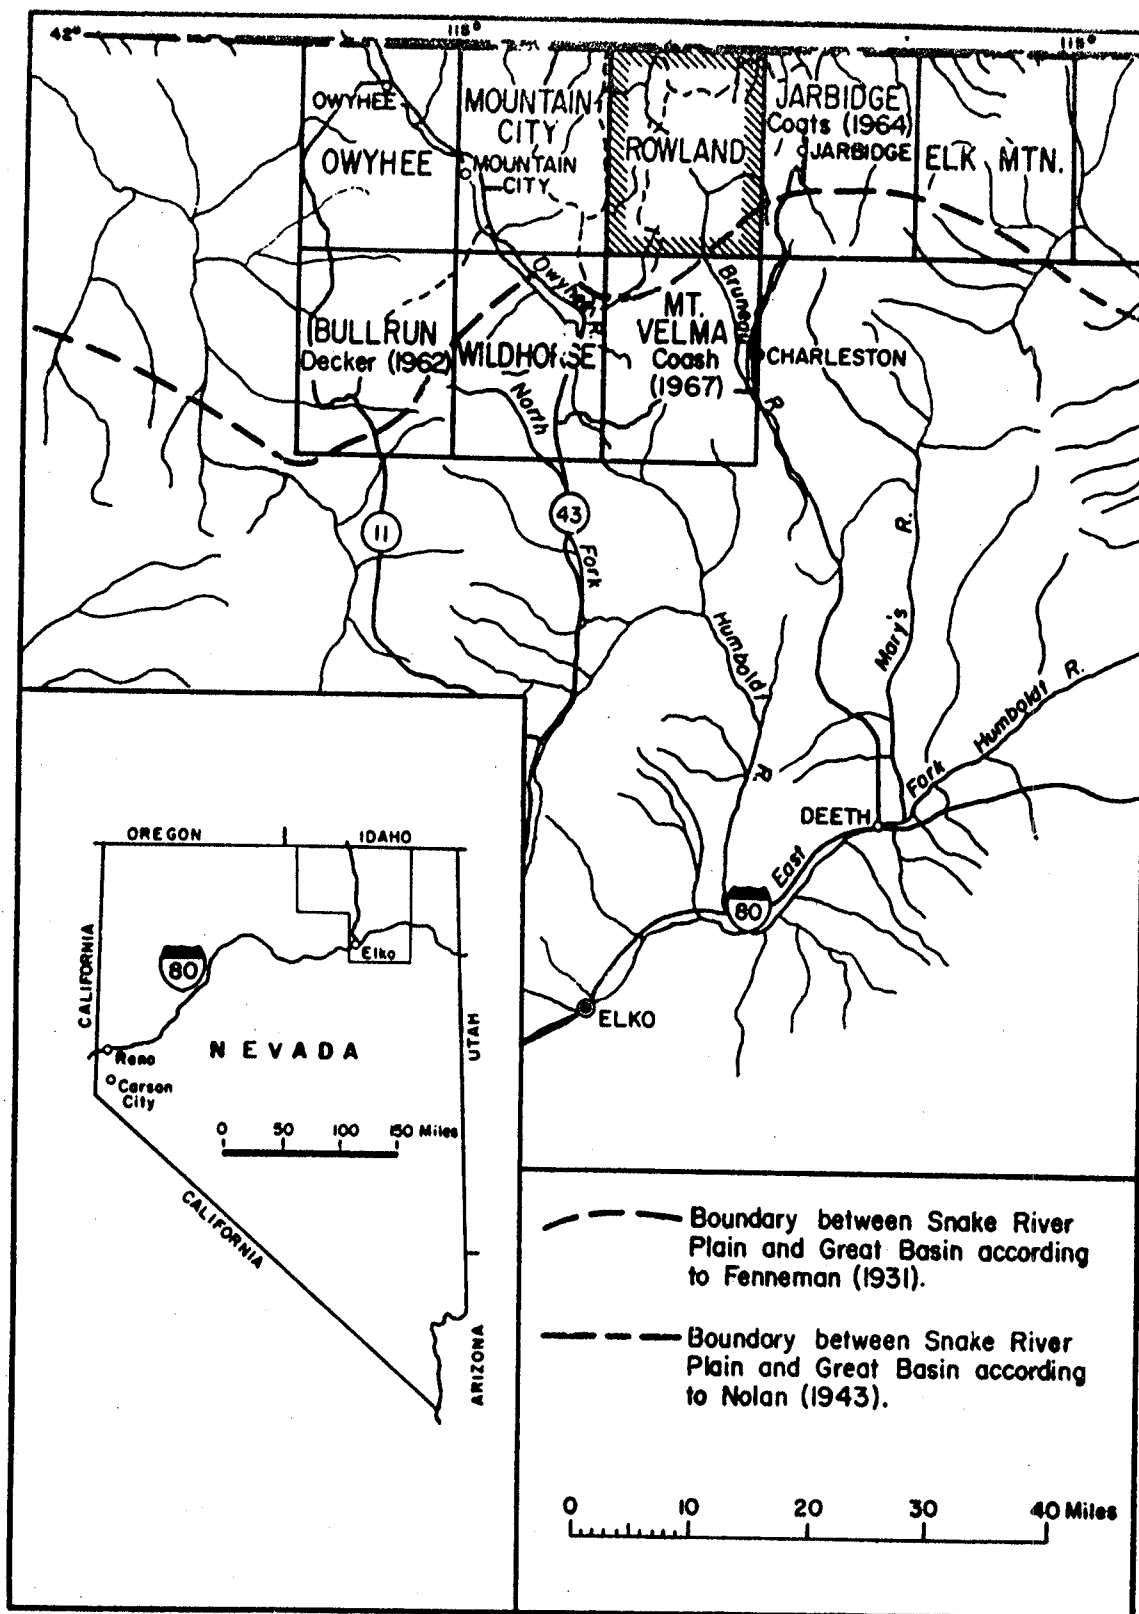 42°
115°
115°
OWYHEE
OWYHEE
MOUNTAIN
CITY
MOUNTAIN
CITY
ROWLAND
JARBIDGE
Coats (1964)
JARBIDGE
ELK MTN.
BULLRUN
Decker (1962)
WILDHORSE
Owyhee R.
MT.
VELMA
Coash
(1967)
Bruneau
R.
CHARLESTON
North
Fork
Humboldt
R.
11
43
Mary's R.
East
Fork
Humboldt R.
DEETH
80
ELKO
OREGON
IDAHO
CALIFORNIA
80
Elko
UTAH
NEVADA
Reno
Carson
City
0 50 100 150 Miles
CALIFORNIA
ARIZONA
Boundary between Snake River
Plain and Great Basin according
to Fenneman (1931).
Boundary between Snake River
Plain and Great Basin according
to Nolan (1943).
0 10 20 30 40 Miles